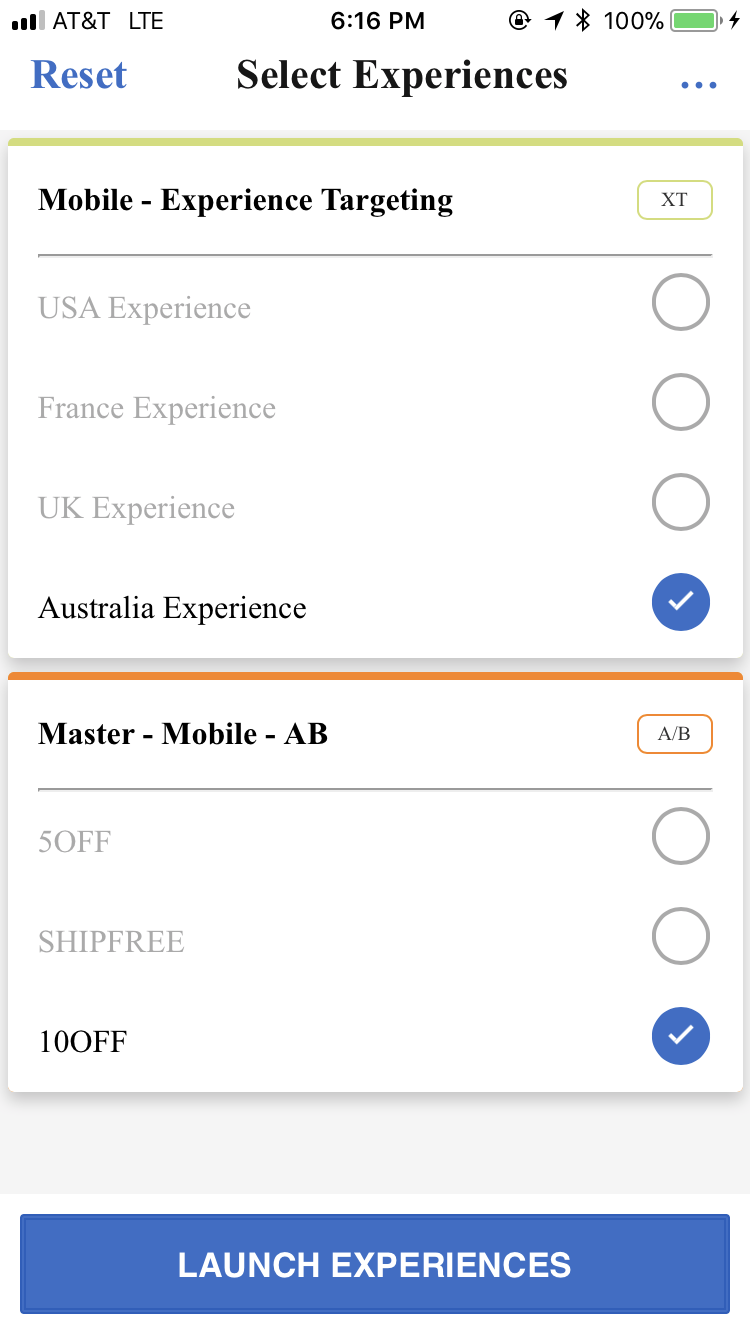 AT&T LTE 6:16 PM 100%
Reset Select Experiences ...
Mobile - Experience Targeting XT
USA Experience
France Experience
UK Experience
Australia Experience
Master - Mobile - AB A/B
5OFF
SHIPFREE
10OFF
LAUNCH EXPERIENCES